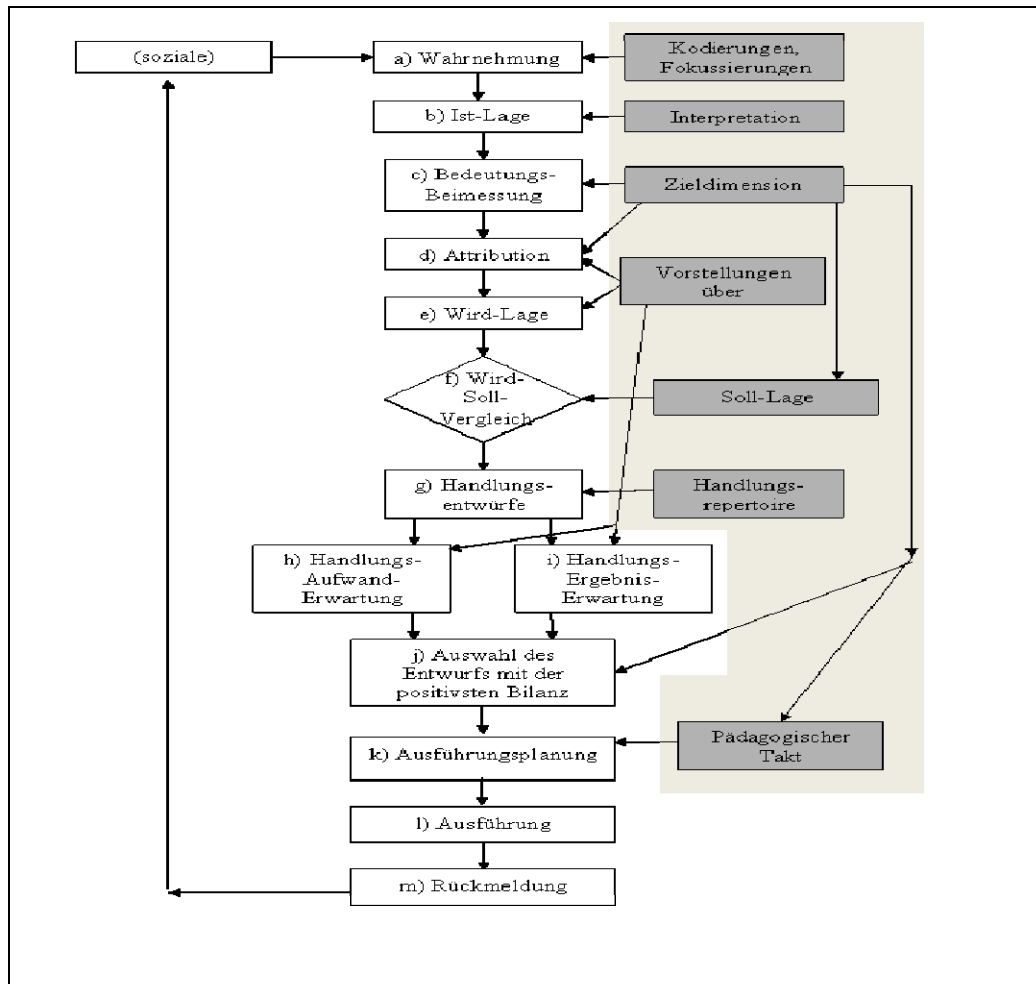 (soziale)
a) Wahrnehmung
Kodierungen,
Fokussierungen
b) Ist-Lage
Interpretation
c) Bedeutungs-
Beimessung
Zieldimension
d) Attribution
Vorstellungen
über
e) Wird-Lage
f) Wird-
Soll-
Vergleich
Soll-Lage
g) Handlungs-
entwürfe
Handlungs-
repertoire
h) Handlungs-
Aufwand-
Erwartung
i) Handlungs-
Ergebnis-
Erwartung
j) Auswahl des
Entwurfs mit der
positivsten Bilanz
Pädagogischer
Takt
k) Ausführungsplanung
l) Ausführung
m) Rückmeldung